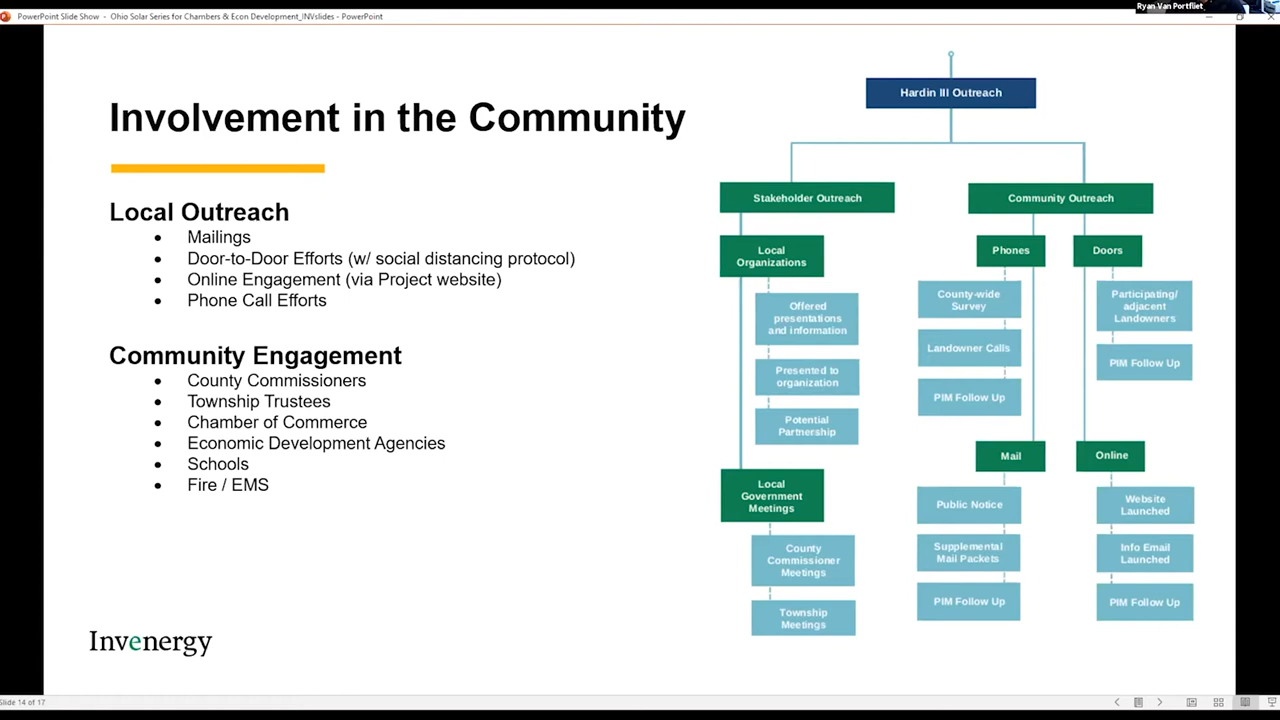 PowerPoint Slide Show - Ohio Solar Series for Chambers & Econ Development_INVslides - PowerPoint
Ryan Van Portfliet
Involvement in the Community
Local Outreach
• Mailings
• Door-to-Door Efforts (w/ social distancing protocol)
• Online Engagement (via Project website)
• Phone Call Efforts
Community Engagement
• County Commissioners
• Township Trustees
• Chamber of Commerce
• Economic Development Agencies
• Schools
• Fire / EMS
Invenergy
Hardin III Outreach
Stakeholder Outreach
Local
Organizations
Offered
presentations
and information
Presented to
organization
Potential
Partnership
Local
Government
Meetings
County
Commissioner
Meetings
Township
Meetings
Community Outreach
Phones
County-wide
Survey
Landowner Calls
PIM Follow Up
Doors
Participating/
adjacent
Landowners
PIM Follow Up
Mail
Public Notice
Supplemental
Mail Packets
PIM Follow Up
Online
Website
Launched
Info Email
Launched
PIM Follow Up
Slide 14 of 17